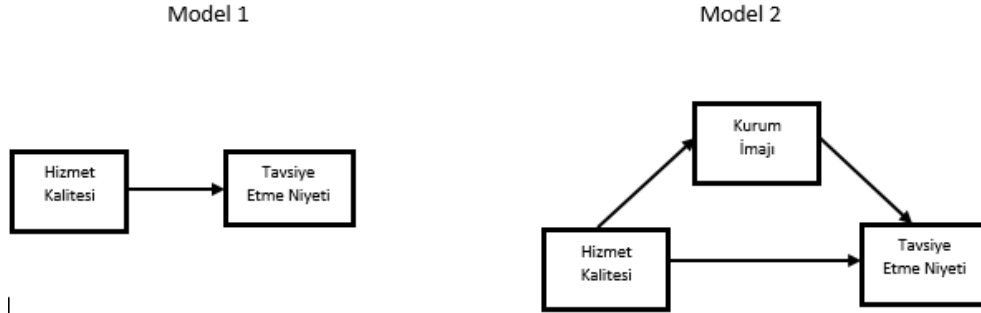 Model 1
Hizmet
Kalitesi
Tavsiye
Etme Niyeti
Model 2
Kurum
İmajı
Hizmet
Kalitesi
Tavsiye
Etme Niyeti